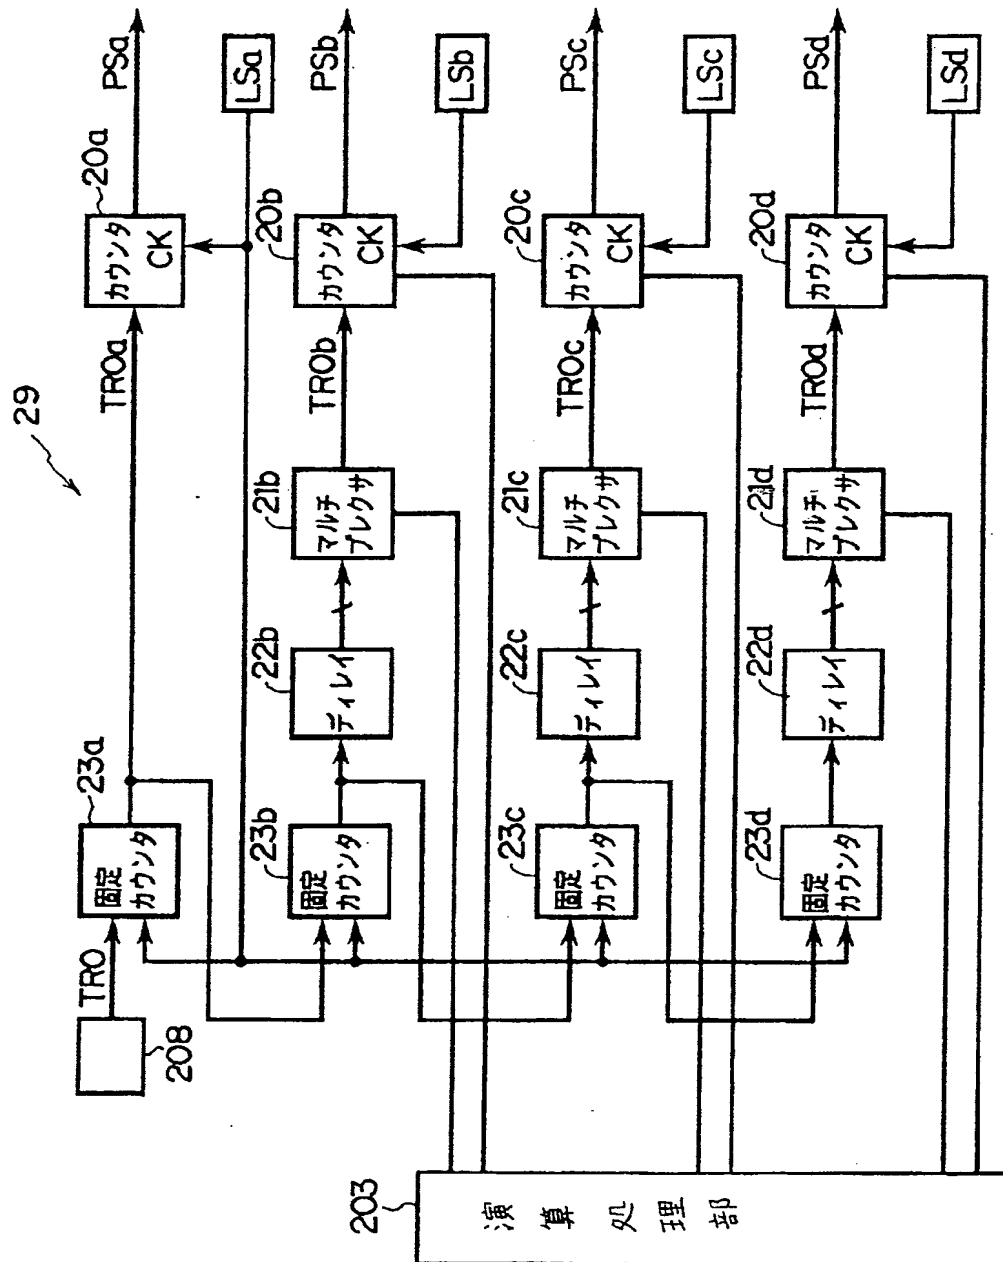 29
208
TRO
23a
固定
カウンタ
TROa
20a
カウンタ
CK
PSa
LSa
23b
固定
カウンタ
22b
ディレイ
21b
マルチ
プレクサ
TROb
20b
カウンタ
CK
PSb
LSb
23c
固定
カウンタ
22c
ディレイ
21c
マルチ
プレクサ
TROc
20c
カウンタ
CK
PSc
LSc
23d
固定
カウンタ
22d
ディレイ
21d
マルチ
プレクサ
TROd
20d
カウンタ
CK
PSd
LSd
203
演算処理部